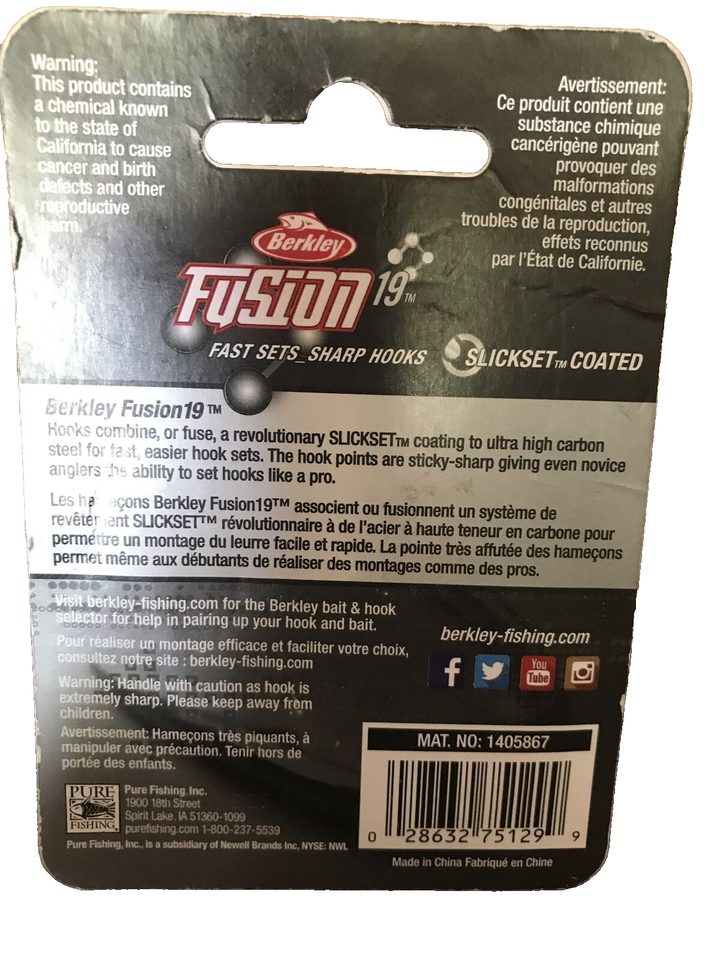 Warning:
This product contains
a chemical known
to the state of
California to cause
cancer and birth
defects and other
reproductive
harm.
Avertissement:
Ce produit contient une
substance chimique
cancérigène pouvant
provoquer des
malformations
congénitales et autres
troubles de la reproduction,
effets reconnus
par l'État de Californie.
Berkley
FUSION 19™
FAST SETS_SHARP HOOKS
SLICKSET™ COATED
Berkley Fusion19™
Hooks combine, or fuse, a revolutionary SLICKSET™ coating to ultra high carbon
steel for fast, easier hook sets. The hook points are sticky-sharp giving even novice
anglers the ability to set hooks like a pro.
Les hameçons Berkley Fusion19™ associent ou fusionnent un système de
revêtement SLICKSET™ révolutionnaire à de l'acier à haute teneur en carbone pour
permettre un montage du leurre facile et rapide. La pointe très affutée des hameçons
permet même aux débutants de réaliser des montages comme des pros.
Visit berkley-fishing.com for the Berkley bait & hook
selector for help in pairing up your hook and bait.
Pour réaliser un montage efficace et faciliter votre choix,
consultez notre site : berkley-fishing.com
Warning: Handle with caution as hook is
extremely sharp. Please keep away from
children.
Avertissement: Hameçons très piquants, à
manipuler avec précaution. Tenir hors de
portée des enfants.
berkley-fishing.com
f
You
Tube
MAT. NO: 1405867
0 28632 75129 9
Made in China Fabriqué en Chine
PURE
FISHING
Pure Fishing, Inc.
1900 18th Street
Spirit Lake, IA 51360-1099
purefishing.com 1-800-237-5539
Pure Fishing, Inc., is a subsidiary of Newell Brands Inc, NYSE: NWL